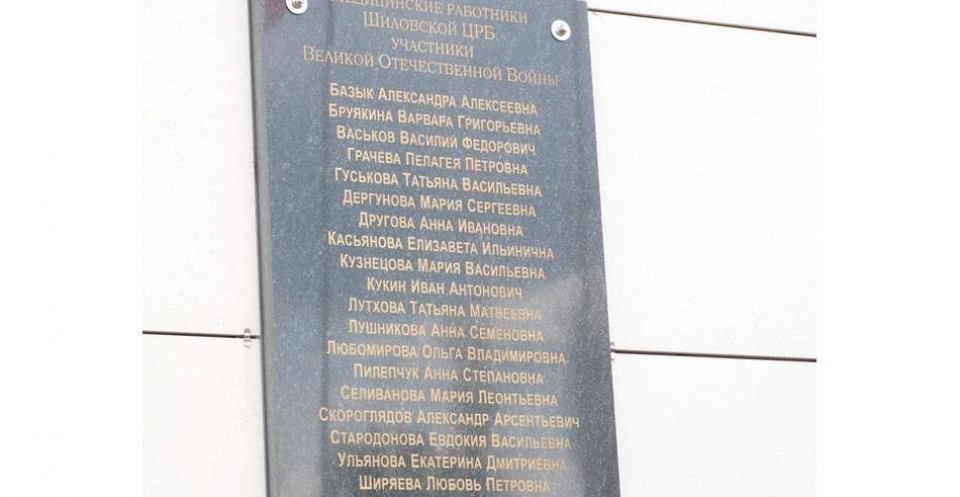 Медицинские работники
Шиловской ЦРБ,
участники
Великой Отечественной Войны
Базык Александра Алексеевна
Бруякина Варвара Григорьевна
Васьков Василий Федорович
Грачева Пелагея Петровна
Гуськова Татьяна Васильевна
Дергунова Мария Сергеевна
Другова Анна Ивановна
Касьянова Елизавета Ильинична
Кузнецова Мария Васильевна
Кукин Иван Антонович
Лутхова Татьяна Матвеевна
Лушникова Анна Семеновна
Любомирова Ольга Владимировна
Пилепчук Анна Степановна
Селиванова Мария Леонтьевна
Скороглядов Александр Арсентьевич
Стародонова Евдокия Васильевна
Ульянова Екатерина Дмитриевна
Ширяева Любовь Петровна